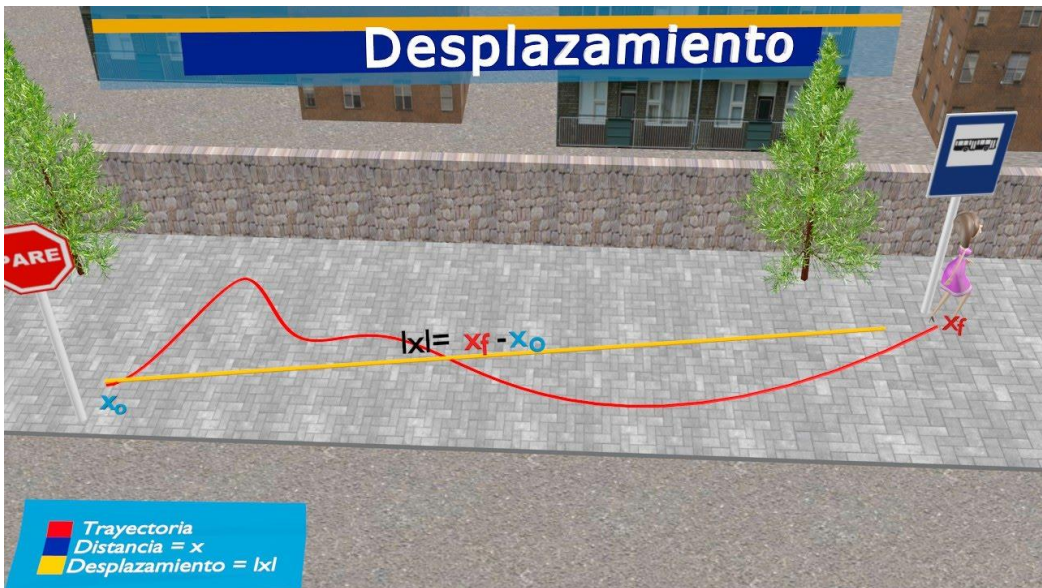 Desplazamiento
PARE
|x|= xf - xo
xo
xf
Trayectoria
Distancia = x
Desplazamiento = |x|